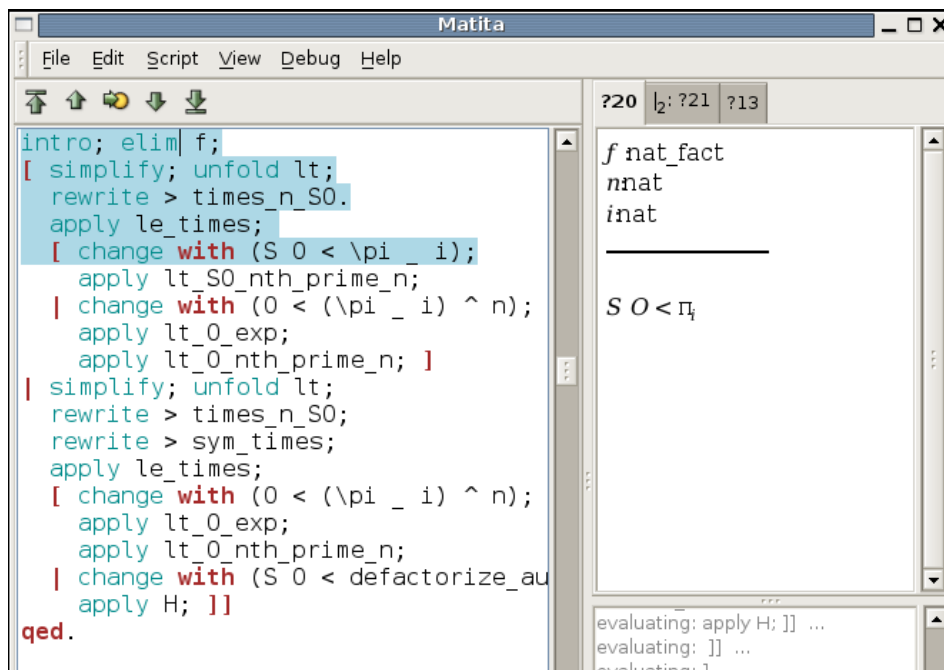 Matita
File Edit Script View Debug Help
intro; elim f;
[ simplify; unfold lt;
rewrite > times_n_SO.
apply le_times;
[ change with (S O < \pi _ i);
apply lt_SO_nth_prime_n;
| change with (O < (\pi _ i) ^ n);
apply lt_O_exp;
apply lt_O_nth_prime_n; ]
| simplify; unfold lt;
rewrite > times_n_SO;
rewrite > sym_times;
apply le_times;
[ change with (O < (\pi _ i) ^ n);
apply lt_O_exp;
apply lt_O_nth_prime_n;
| change with (S O < defactorize_au
apply H; ]]
qed.
?20 |₂: ?21 ?13
f:nat_fact
n:nat
i:nat
S O < πᵢ
evaluating: apply H; ]] ...
evaluating: ]] ...